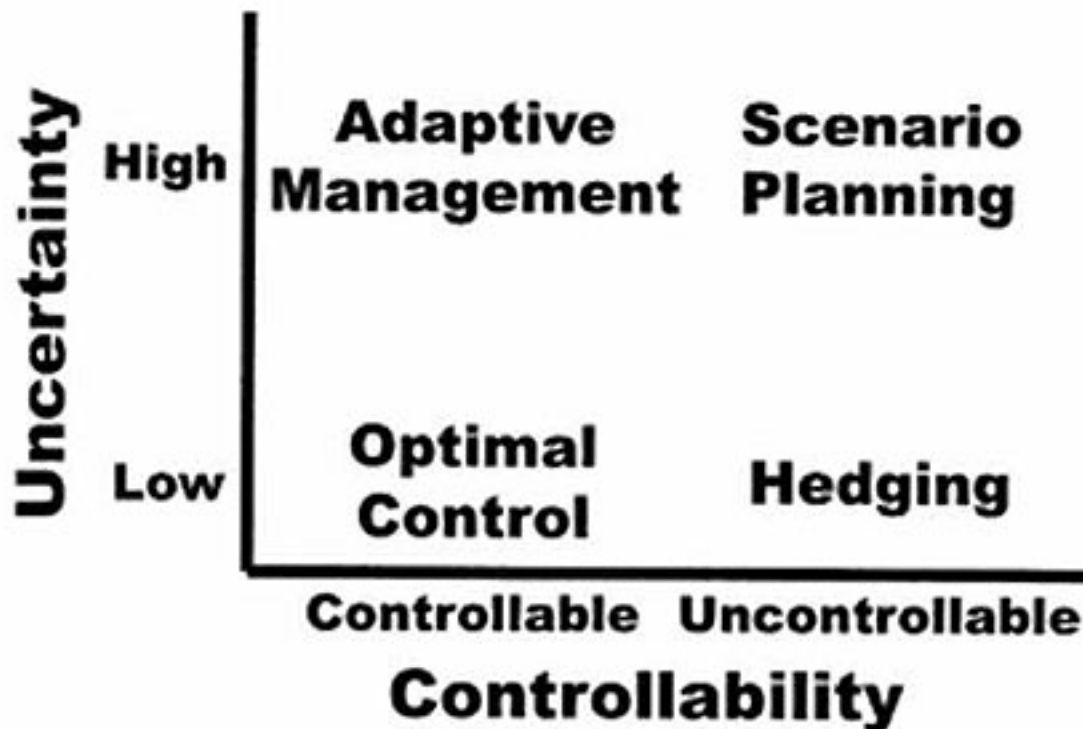 Uncertainty
High
Adaptive
Management
Scenario
Planning
Low
Optimal
Control
Hedging
Controllable
Uncontrollable
Controllability